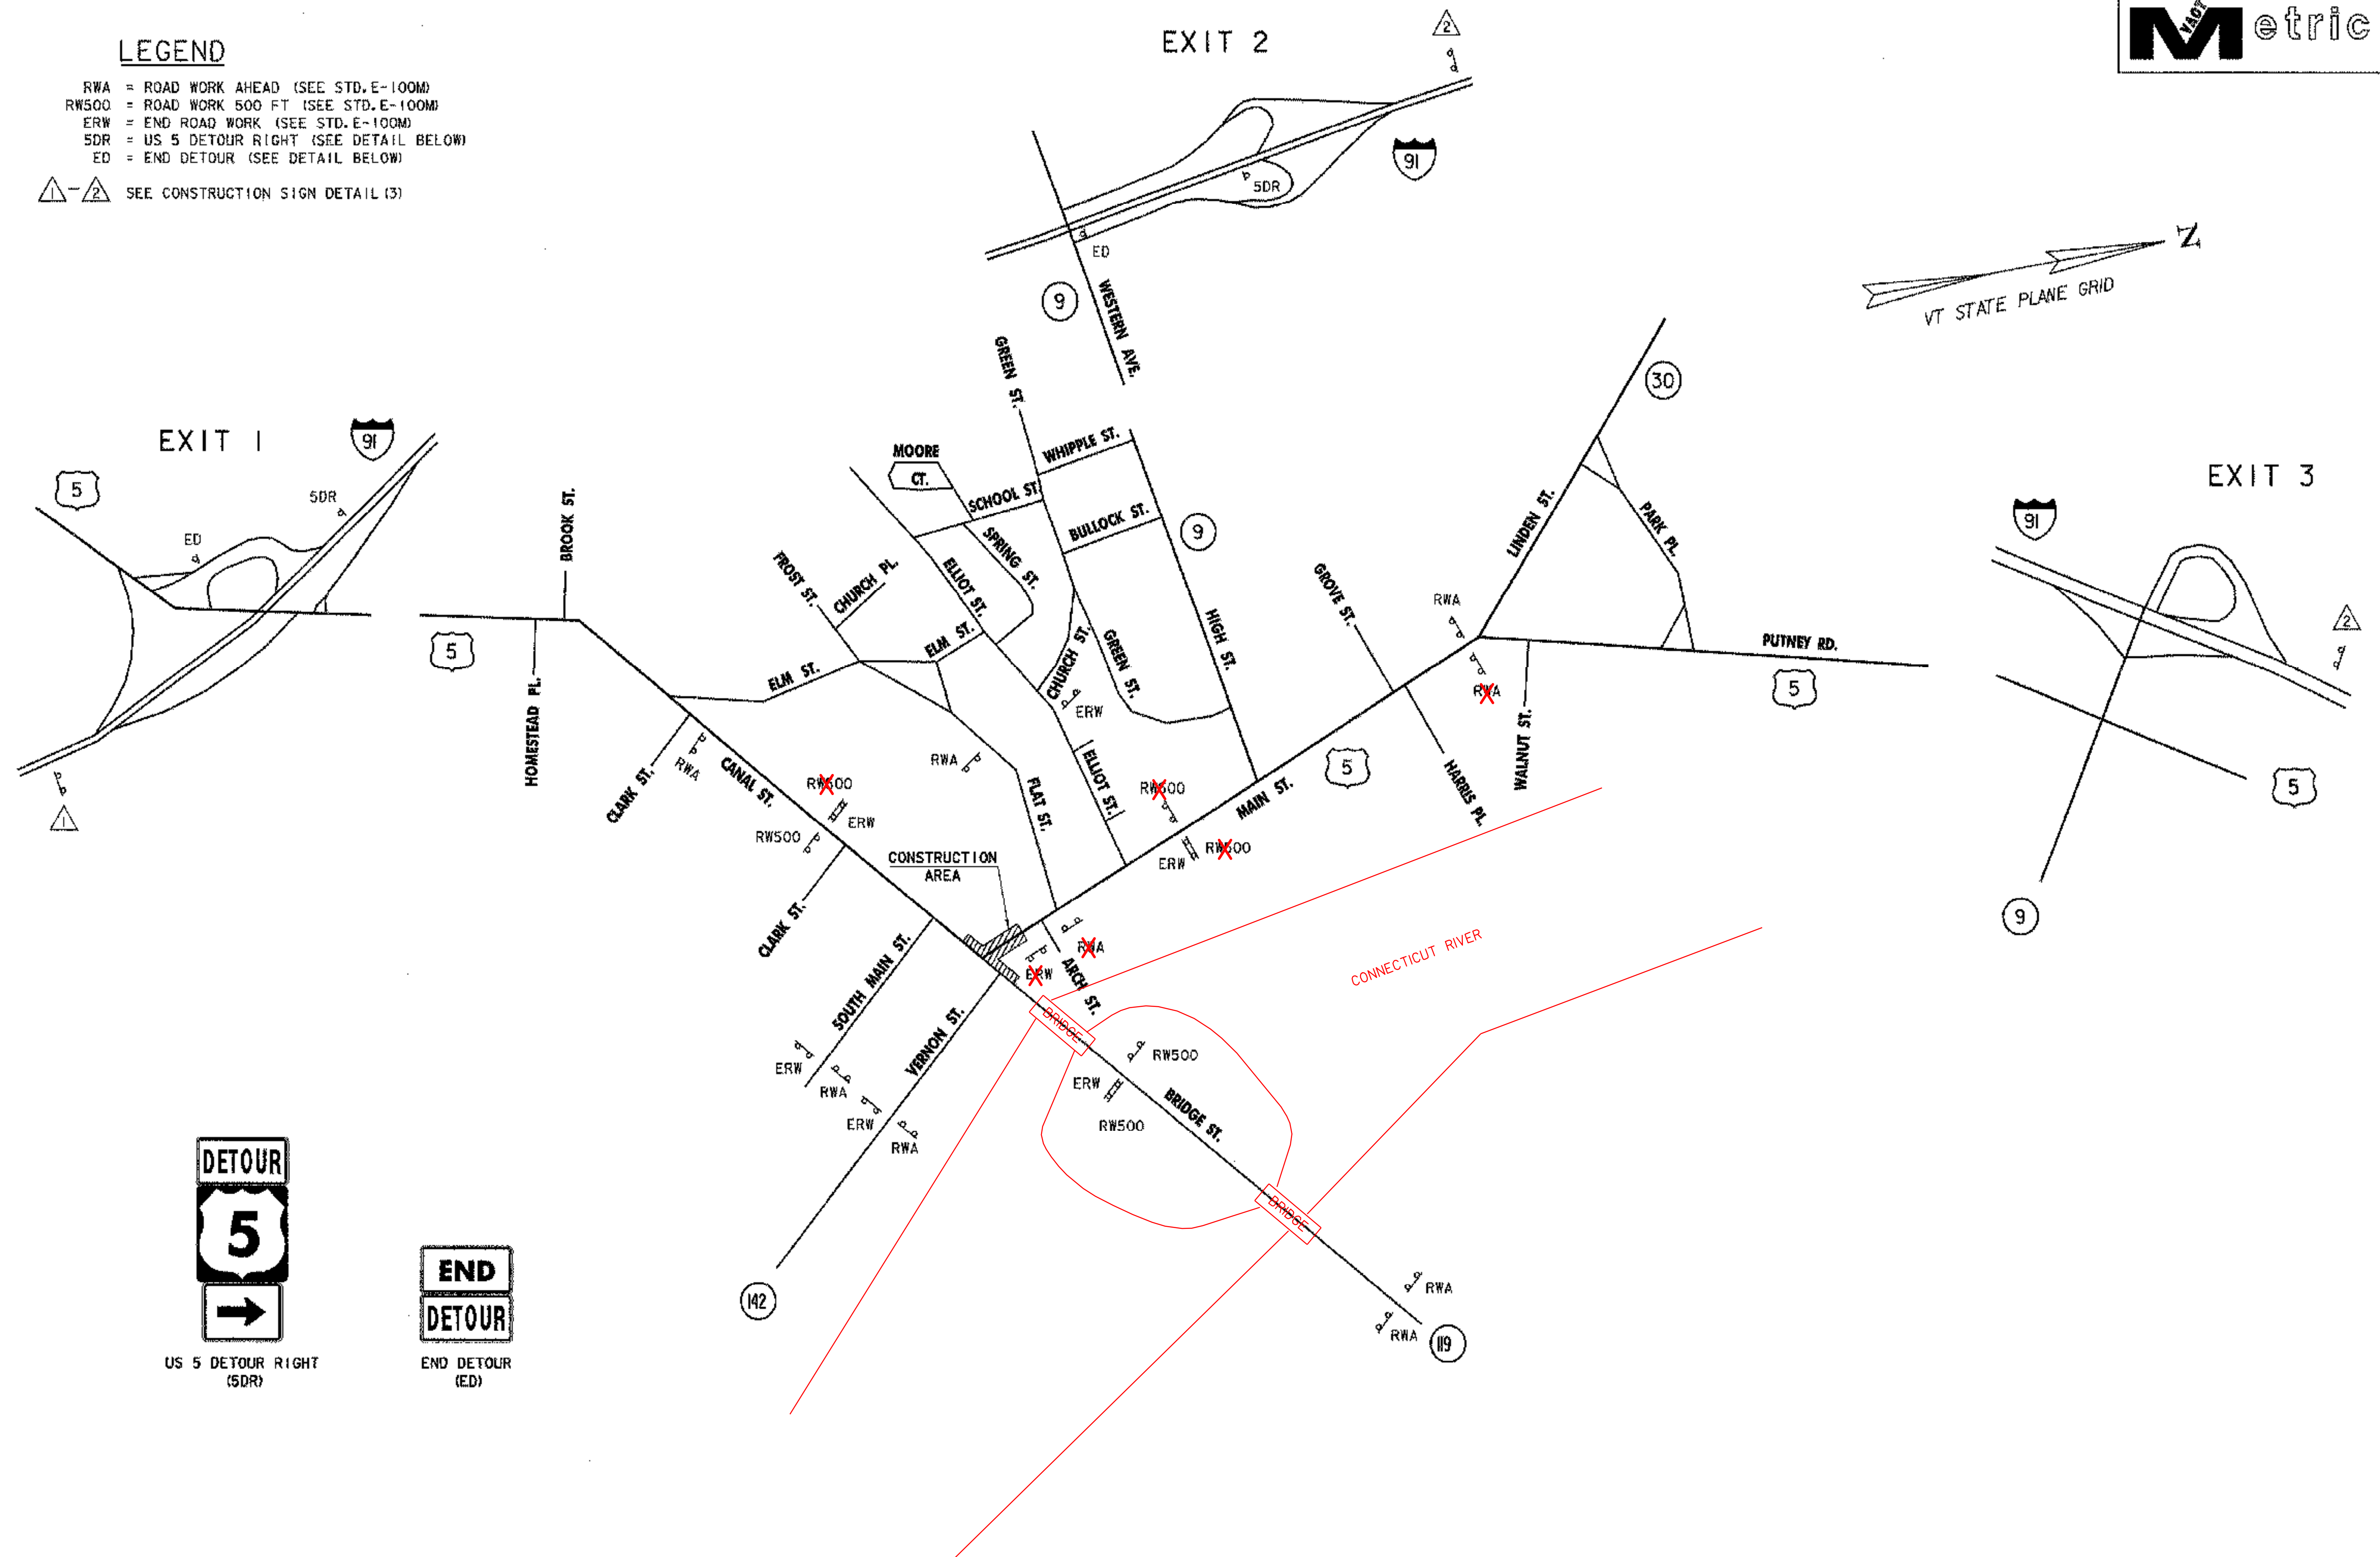 VAOT
Metric
LEGEND
RWA = ROAD WORK AHEAD (SEE STD. E-100M)
RW500 = ROAD WORK 500 FT (SEE STD. E-100M)
ERW = END ROAD WORK (SEE STD. E-100M)
5DR = US 5 DETOUR RIGHT (SEE DETAIL BELOW)
ED = END DETOUR (SEE DETAIL BELOW)
1 - 2 SEE CONSTRUCTION SIGN DETAIL (3)
EXIT 2
2
91
5DR
ED
9
WESTERN AVE.
N
VT STATE PLANE GRID
EXIT 1
91
5
5DR
ED
1
5
BROOK ST.
HOMESTEAD PL.
CLARK ST.
RWA
CANAL ST.
RW500
ERW
RW500
CLARK ST.
ELM ST.
ELM ST.
FROST ST.
CHURCH PL.
MOORE
CT.
SCHOOL ST.
SPRING ST.
ELLIOT ST.
GREEN ST.
WHIPPLE ST.
BULLOCK ST.
9
HIGH ST.
CHURCH ST.
GREEN ST.
ERW
RWA
FLAT ST.
ELLIOT ST.
RW500
MAIN ST.
ERW
RW500
5
GROVE ST.
HARRIS PL.
RWA
RWA
WALNUT ST.
LINDEN ST.
30
PARK PL.
PUTNEY RD.
5
EXIT 3
91
2
5
9
CONSTRUCTION
AREA
SOUTH MAIN ST.
VERNON ST.
RWA
ERW
ARCH ST.
CONNECTICUT RIVER
BRIDGE
RW500
ERW
RW500
BRIDGE ST.
BRIDGE
ERW
RWA
ERW
RWA
142
RWA
RWA
119
DETOUR
5
US 5 DETOUR RIGHT
(5DR)
END
DETOUR
END DETOUR
(ED)